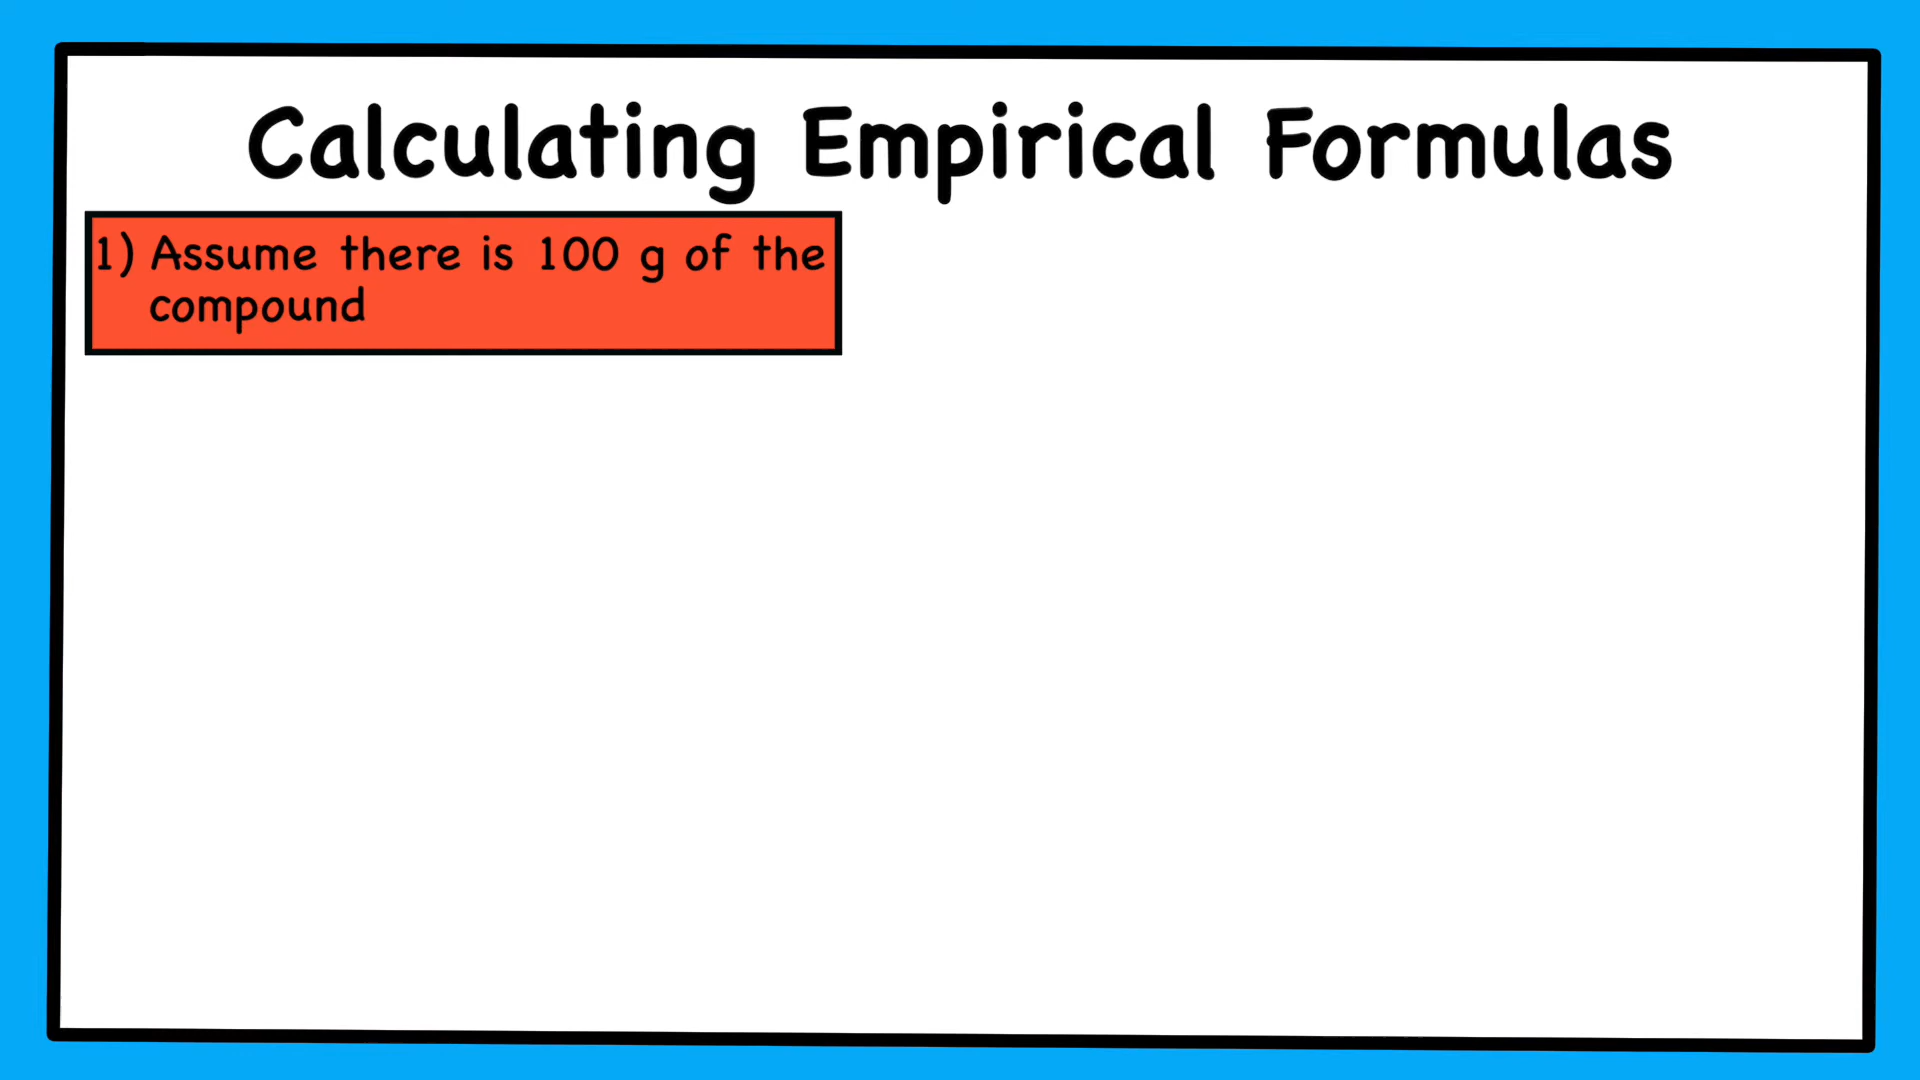 Calculating Empirical Formulas
1) Assume there is 100 g of the
compound